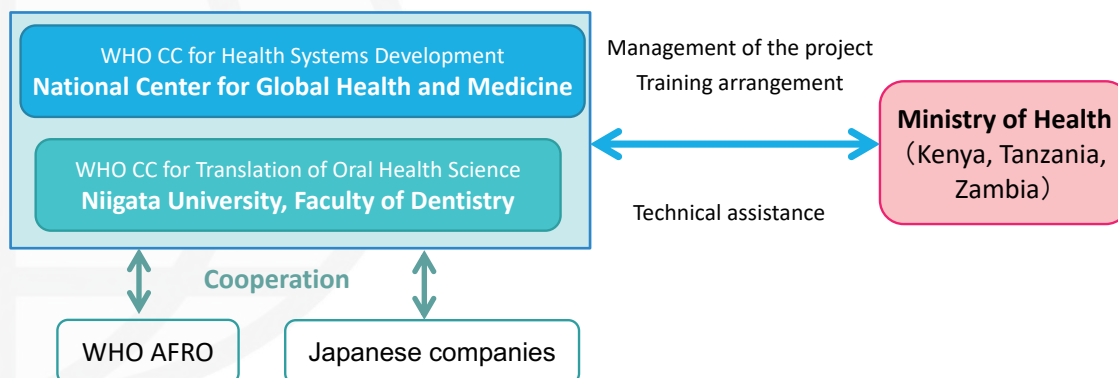 WHO CC for Health Systems Development
National Center for Global Health and Medicine
WHO CC for Translation of Oral Health Science
Niigata University, Faculty of Dentistry
Management of the project
Training arrangement
Technical assistance
Ministry of Health
（Kenya, Tanzania,
Zambia）
Cooperation
WHO AFRO
Japanese companies